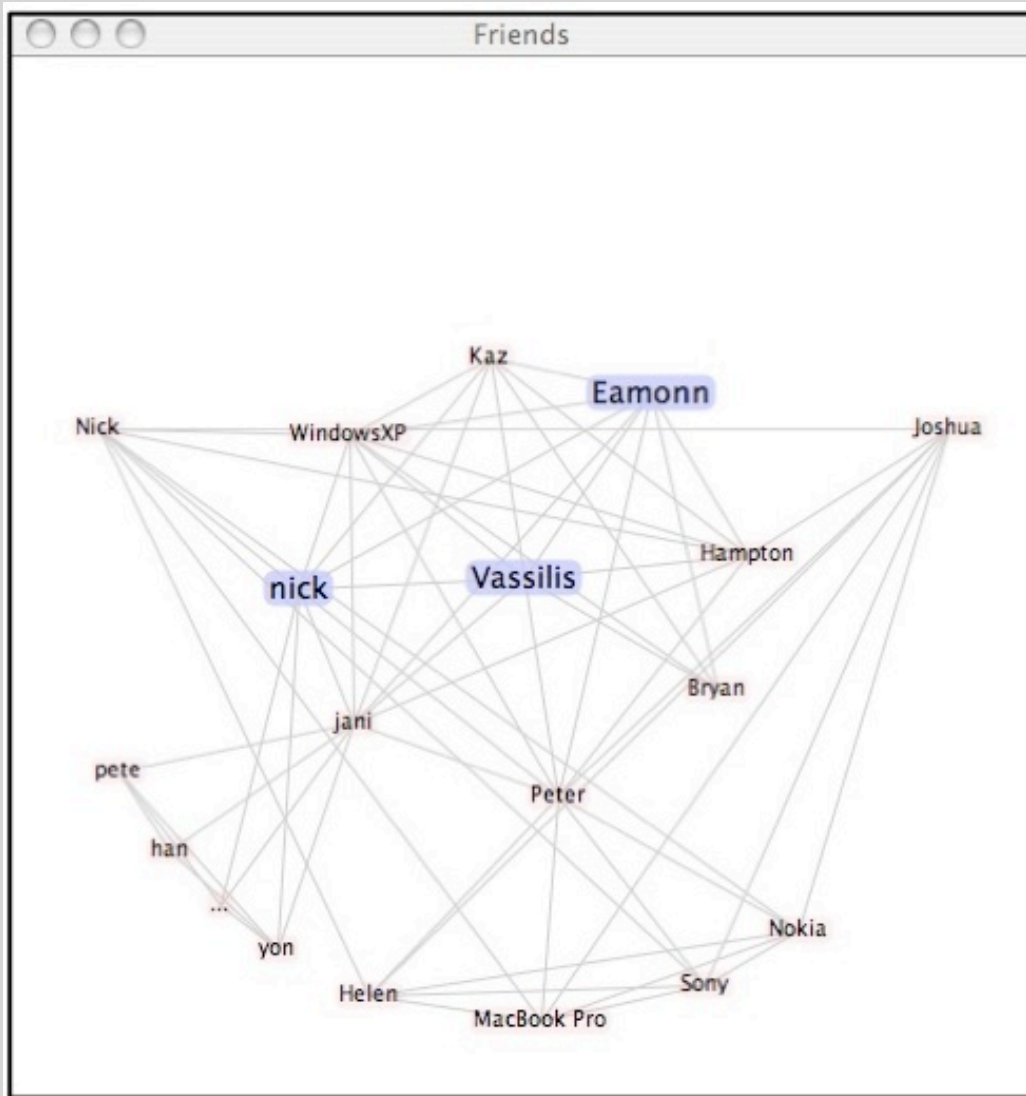 Friends
Kaz
Eamonn
Nick
WindowsXP
Joshua
Hampton
nick
Vassilis
Bryan
jani
pete
Peter
han
...
yon
Nokia
Helen
Sony
MacBook Pro